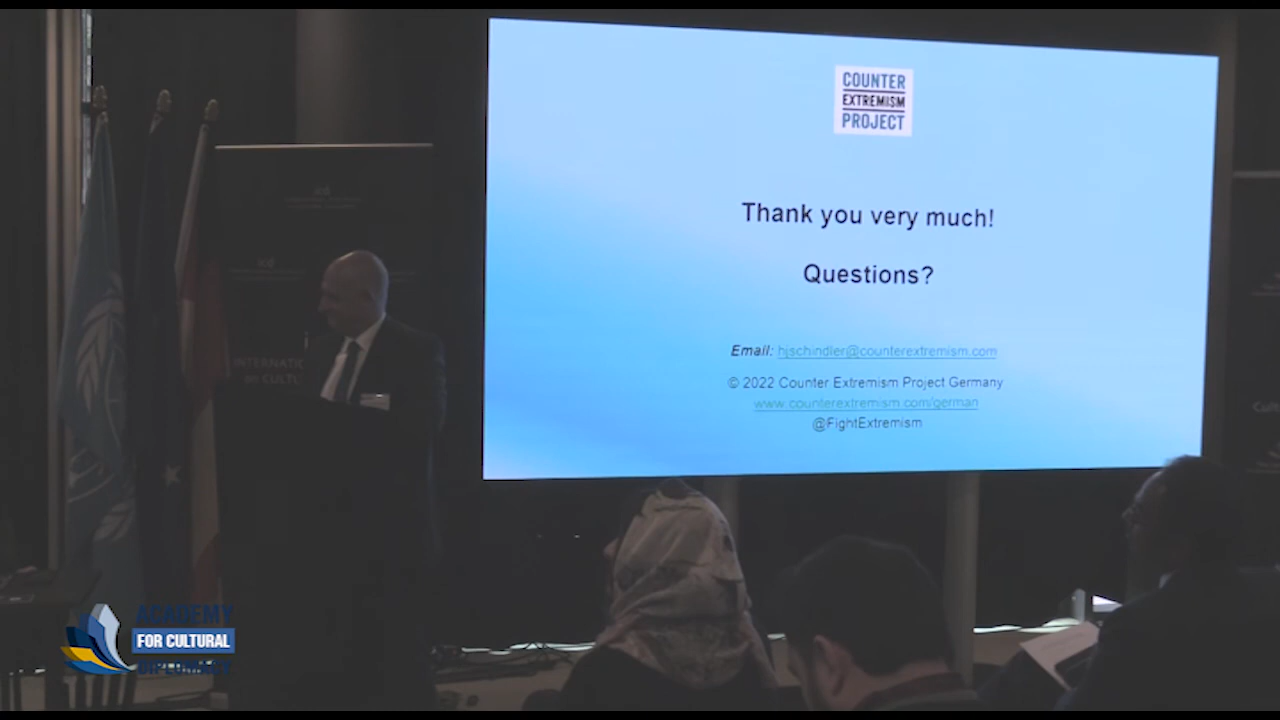 COUNTER
EXTREMISM
PROJECT
Thank you very much!
Questions?
Email: hjschindler@counterextremism.com
© 2022 Counter Extremism Project Germany
www.counterextremism.com/german
@FightExtremism
INTERNATIO
ACADEMY
FOR CULTURAL
DIPLOMACY